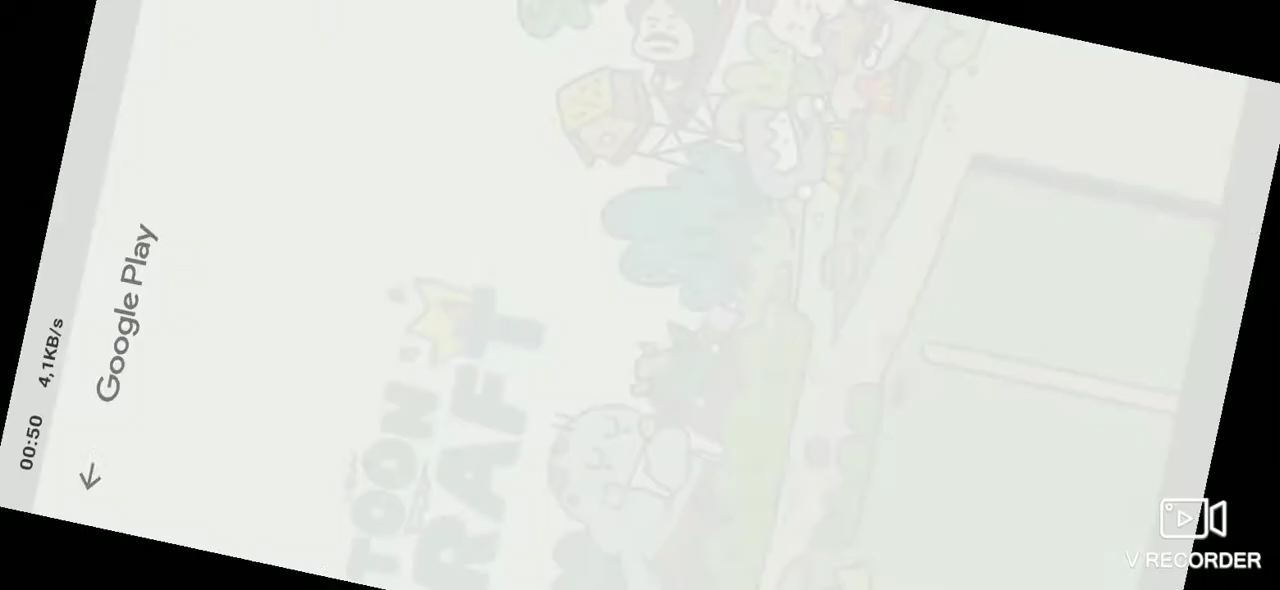 00:50 4,1KB/s
Google Play
TOON
RAFT
V RECORDER